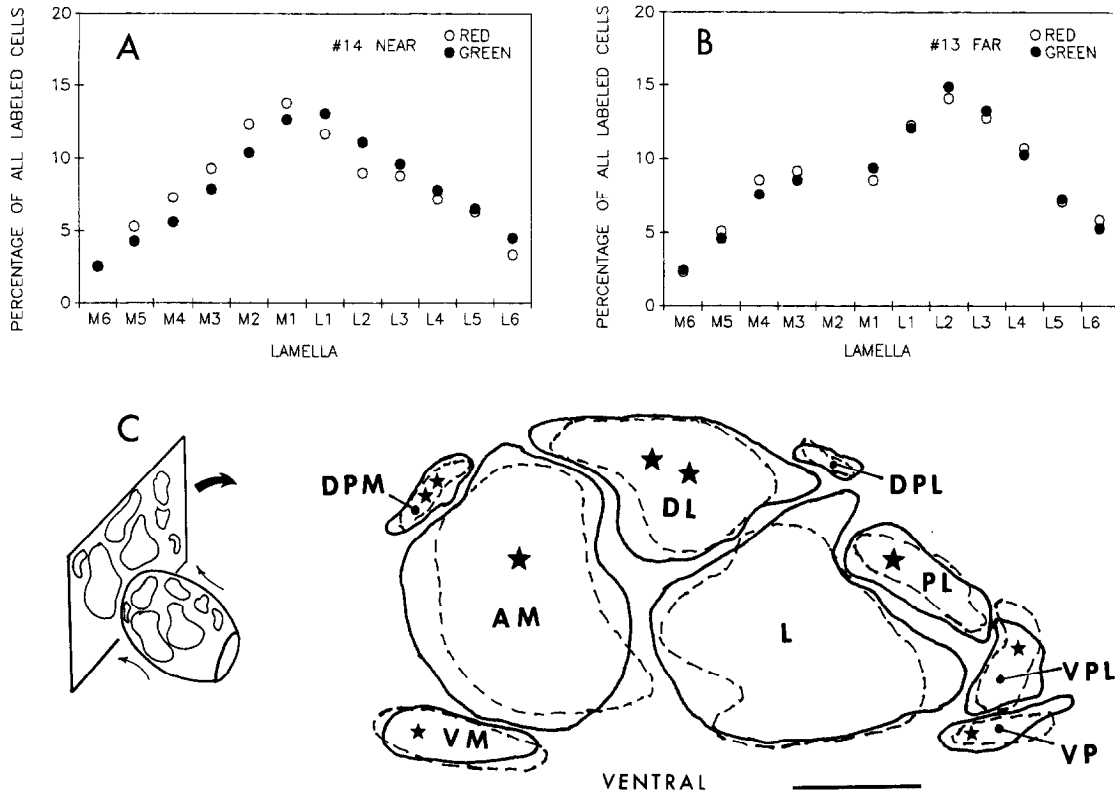 PERCENTAGE OF ALL LABELED CELLS
20
15
10
5
0
A
#14 NEAR
RED
GREEN
M6 M5 M4 M3 M2 M1 L1 L2 L3 L4 L5 L6
LAMELLA
PERCENTAGE OF ALL LABELED CELLS
20
15
10
5
0
B
#13 FAR
RED
GREEN
M6 M5 M4 M3 M2 M1 L1 L2 L3 L4 L5 L6
LAMELLA
C
DPM
DL
DPL
AM
L
PL
VPL
VM
VP
VENTRAL